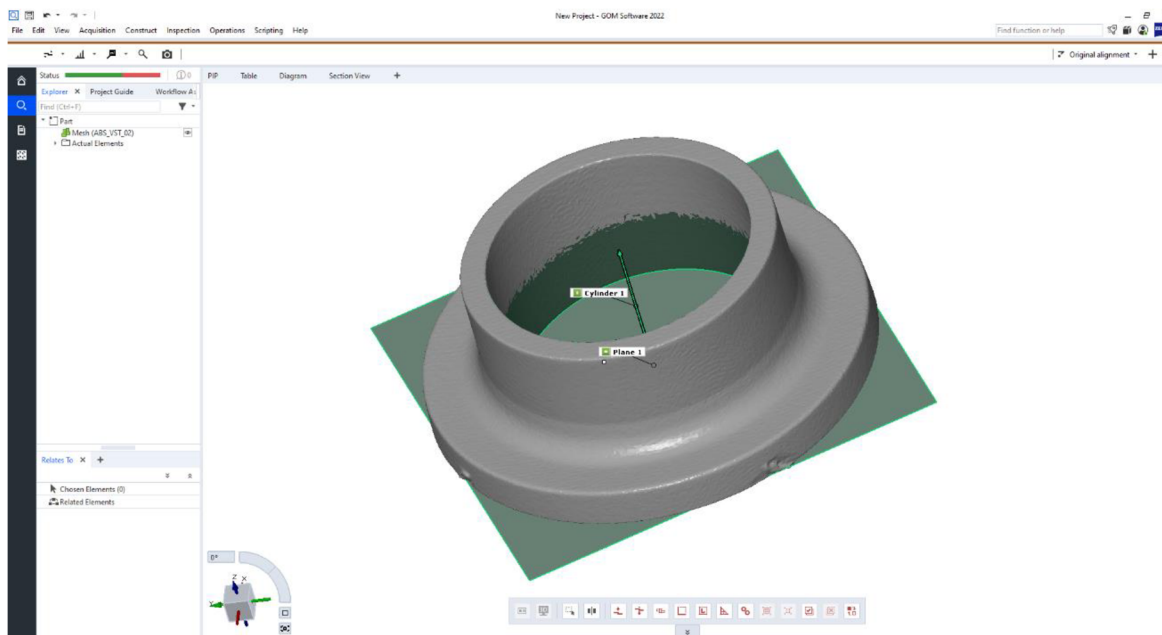 New Project - GOM Software 2022
File Edit View Acquisition Construct Inspection Operations Scripting Help
Find function or help
Original alignment
Status
0
PIP Table Diagram Section View +
Explorer Project Guide Workflow
Find (Ctrl+F)
Part
Mesh (ABS_VST_02)
Actual Elements
Cylinder 1
Plane 1
Relates To
Chosen Elements (0)
Related Elements
0°
Z X
Y